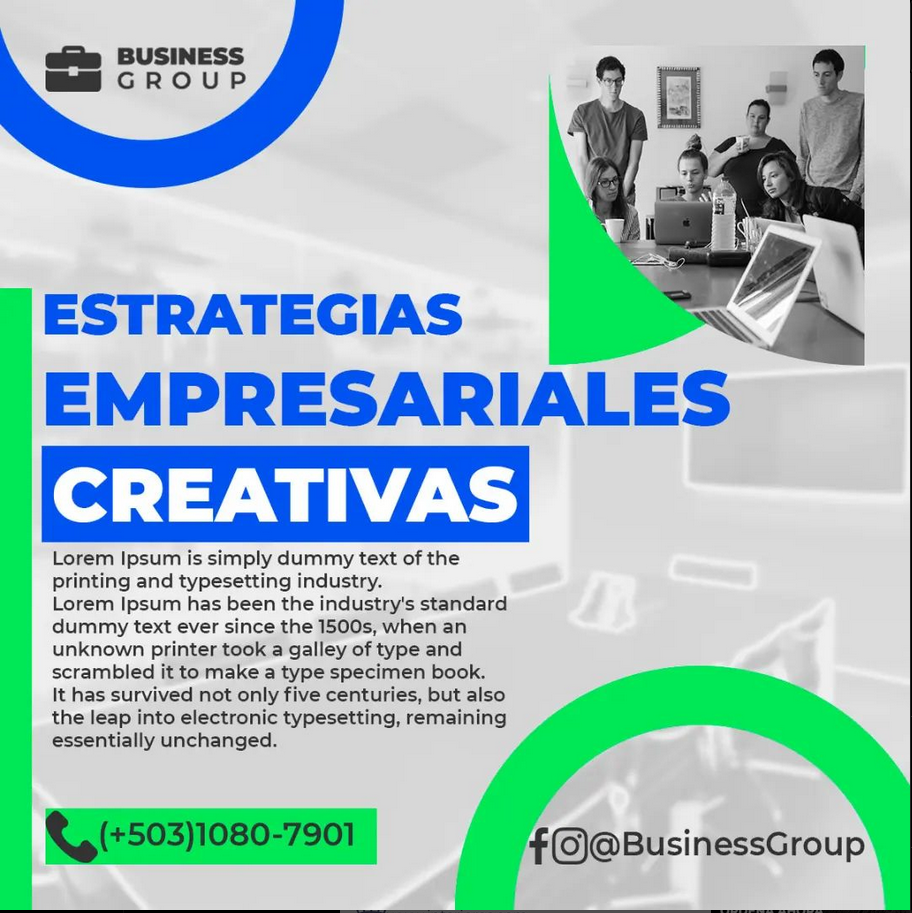 BUSINESS
GROUP
ESTRATEGIAS
EMPRESARIALES
CREATIVAS
Lorem Ipsum is simply dummy text of the
printing and typesetting industry.
Lorem Ipsum has been the industry's standard
dummy text ever since the 1500s, when an
unknown printer took a galley of type and
scrambled it to make a type specimen book.
It has survived not only five centuries, but also
the leap into electronic typesetting, remaining
essentially unchanged.
(+503)1080-7901
@BusinessGroup